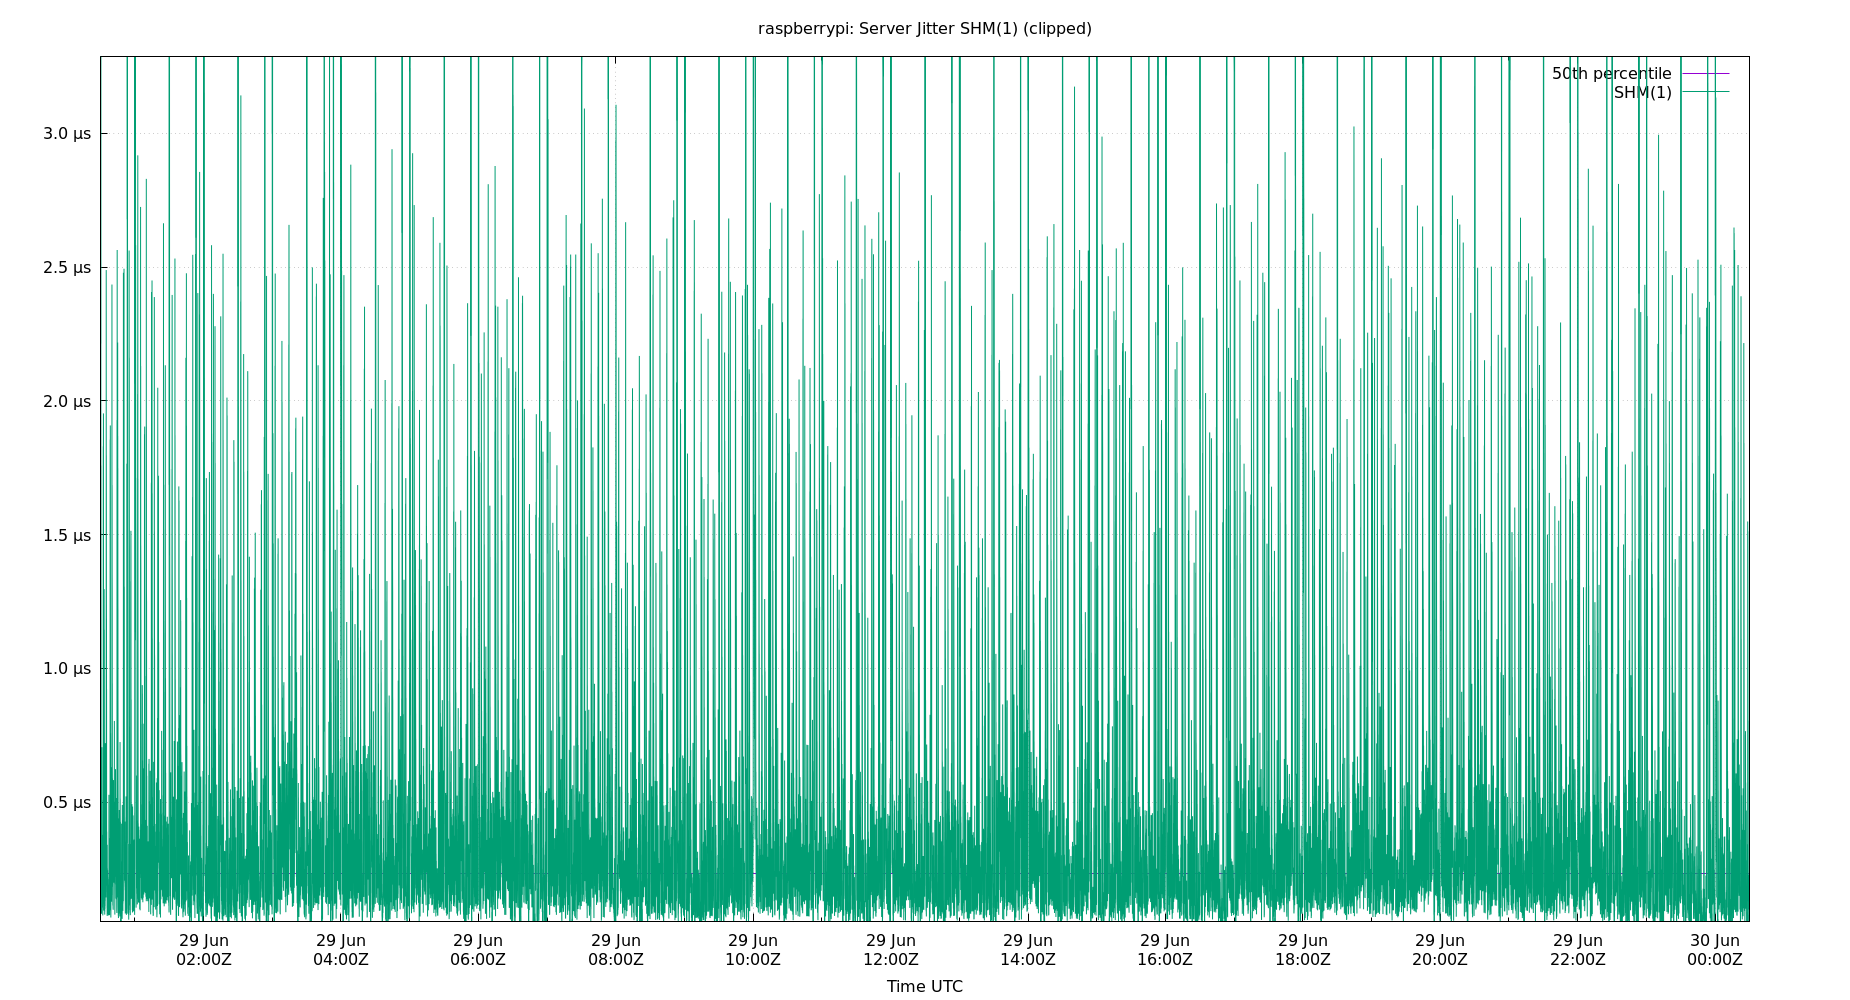 raspberrypi: Server Jitter SHM(1) (clipped)
50th percentile
SHM(1)
3.0 µs
2.5 µs
2.0 µs
1.5 µs
1.0 µs
0.5 µs
29 Jun 29 Jun 29 Jun 29 Jun 29 Jun 29 Jun 29 Jun 29 Jun 29 Jun 29 Jun 29 Jun 30 Jun
02:00Z 04:00Z 06:00Z 08:00Z 10:00Z 12:00Z 14:00Z 16:00Z 18:00Z 20:00Z 22:00Z 00:00Z
Time UTC